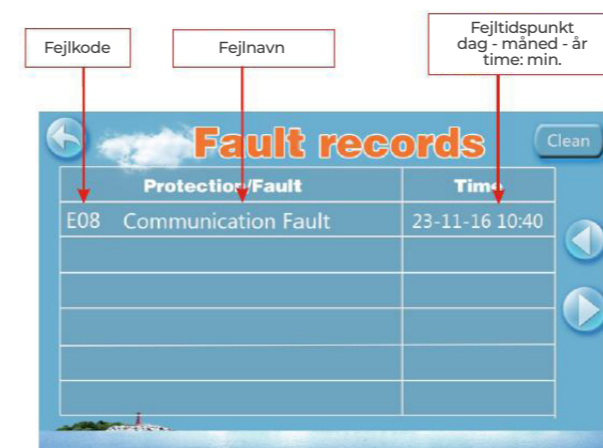 Fejlkode
Fejlnavn
Fejltidspunkt
dag - måned - år
time: min.
Fault records
Clean
Protection/Fault
Time
E08 Communication Fault 23-11-16 10:40